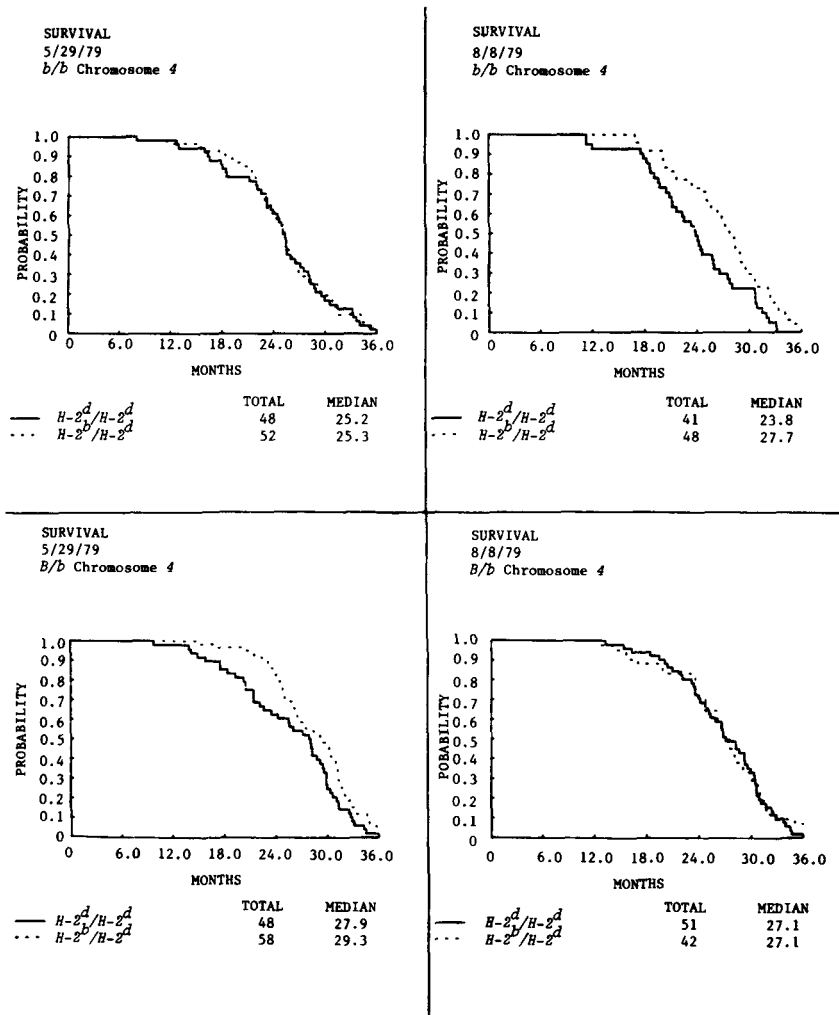 SURVIVAL
5/29/79
b/b Chromosome 4
PROBABILITY
1.0
0.9
0.8
0.7
0.6
0.5
0.4
0.3
0.2
0.1
0
0 6.0 12.0 18.0 24.0 30.0 36.0
MONTHS
TOTAL MEDIAN
H-2d/H-2d 48 25.2
H-2b/H-2d 52 25.3
SURVIVAL
8/8/79
b/b Chromosome 4
PROBABILITY
1.0
0.9
0.8
0.7
0.6
0.5
0.4
0.3
0.2
0.1
0
0 6.0 12.0 18.0 24.0 30.0 36.0
MONTHS
TOTAL MEDIAN
H-2d/H-2d 41 23.8
H-2b/H-2d 48 27.7
SURVIVAL
5/29/79
B/b Chromosome 4
PROBABILITY
1.0
0.9
0.8
0.7
0.6
0.5
0.4
0.3
0.2
0.1
0
0 6.0 12.0 18.0 24.0 30.0 36.0
MONTHS
TOTAL MEDIAN
H-2d/H-2d 48 27.9
H-2b/H-2d 58 29.3
SURVIVAL
8/8/79
B/b Chromosome 4
POBABILITY
1.0
0.9
0.8
0.7
0.6
0.5
0.4
0.3
0.2
0.1
0
0 6.0 12.0 18.0 24.0 30.0 36.0
MONTHS
TOTAL MEDIAN
H-2d/H-2d 51 27.1
H-2b/H-2d 42 27.1